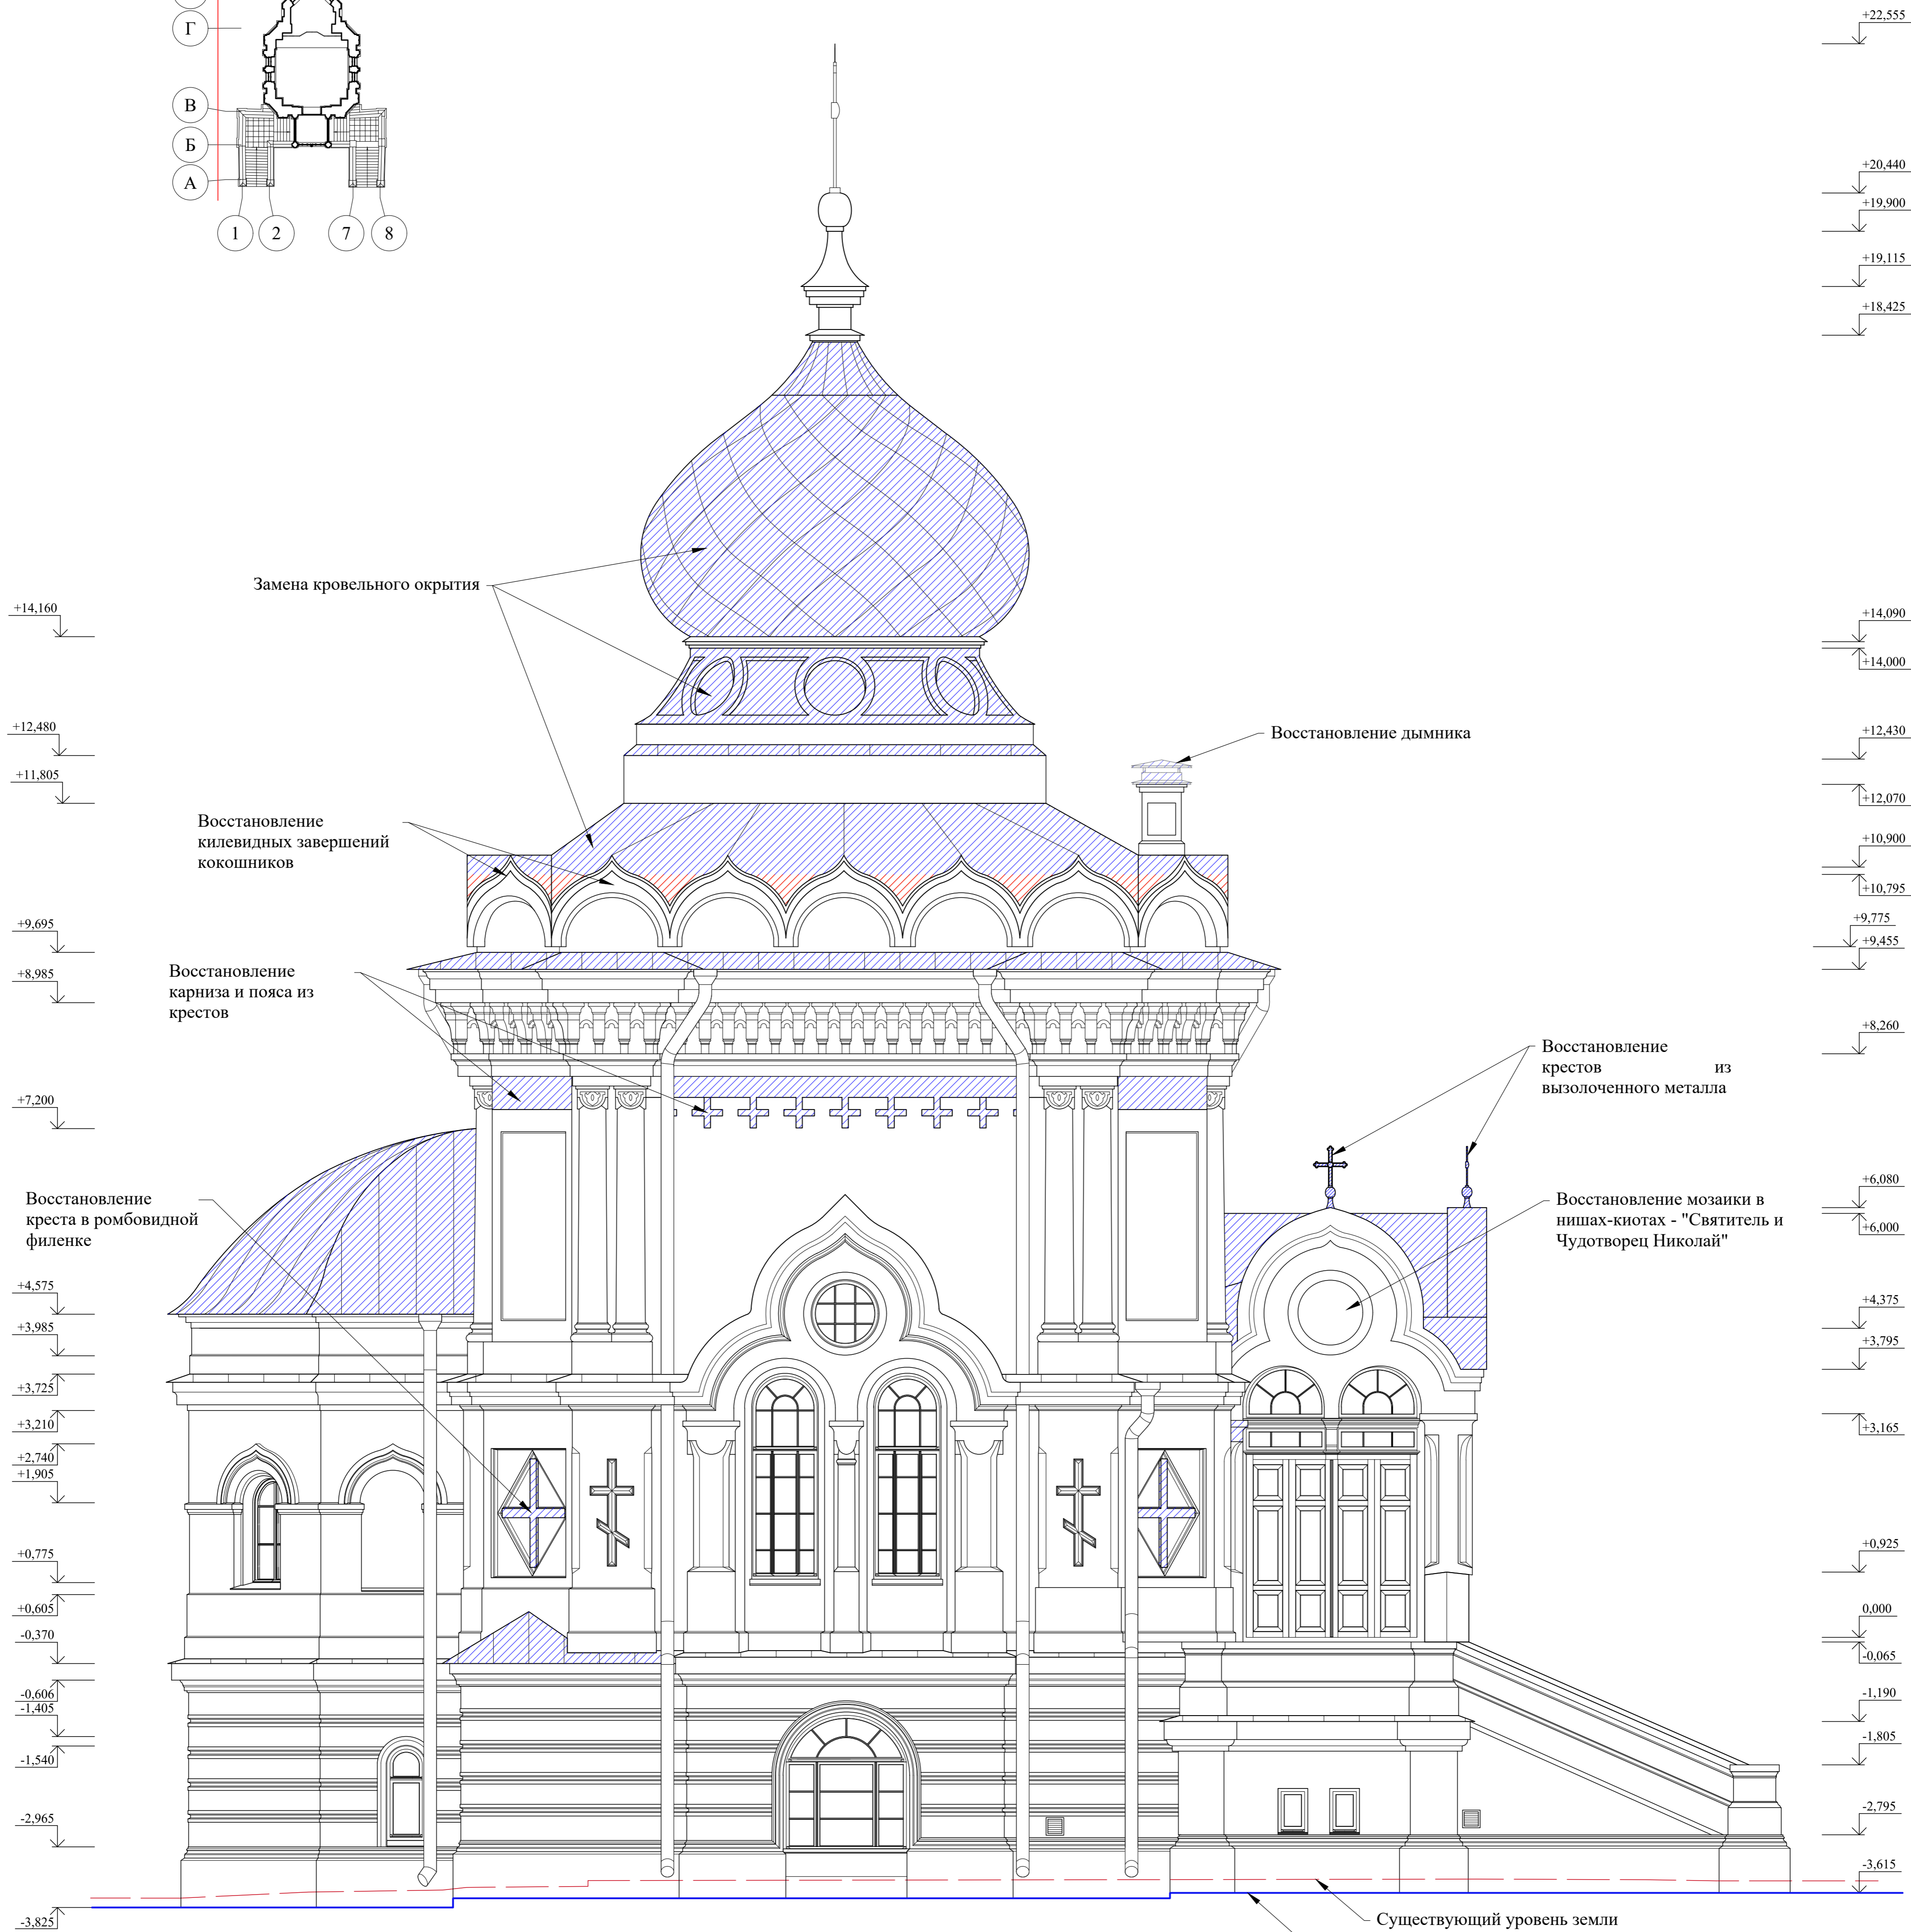 Г
В
Б
А
1 2 7 8
+22,555
+20,440
+19,900
+19,115
+18,425
Замена кровельного окрытия
+14,160
+14,090
+14,000
+12,480
Восстановление дымника
+12,430
+11,805
+12,070
Восстановление
килевидных завершений
кокошников
+10,900
+10,795
+9,695
+9,775
+9,455
Восстановление
карниза и пояса из
крестов
+8,985
+8,260
Восстановление
крестов из
вызолоченного металла
+7,200
+6,080
+6,000
Восстановление
креста в ромбовидной
филенке
Восстановление мозаики в
нишах-киотах - "Святитель и
Чудотворец Николай"
+4,575
+4,375
+3,985
+3,795
+3,725
+3,210
+3,165
+2,740
+1,905
+0,775
+0,925
+0,605
0,000
-0,370
-0,065
-0,606
-1,190
-1,405
-1,805
-1,540
-2,965
-2,795
-3,615
-3,825
Существующий уровень земли